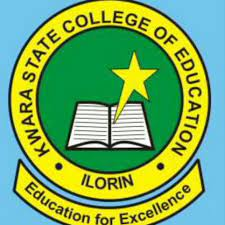 KWARA STATE COLLEGE OF EDUCATION
• ILORIN •
Education for Excellence